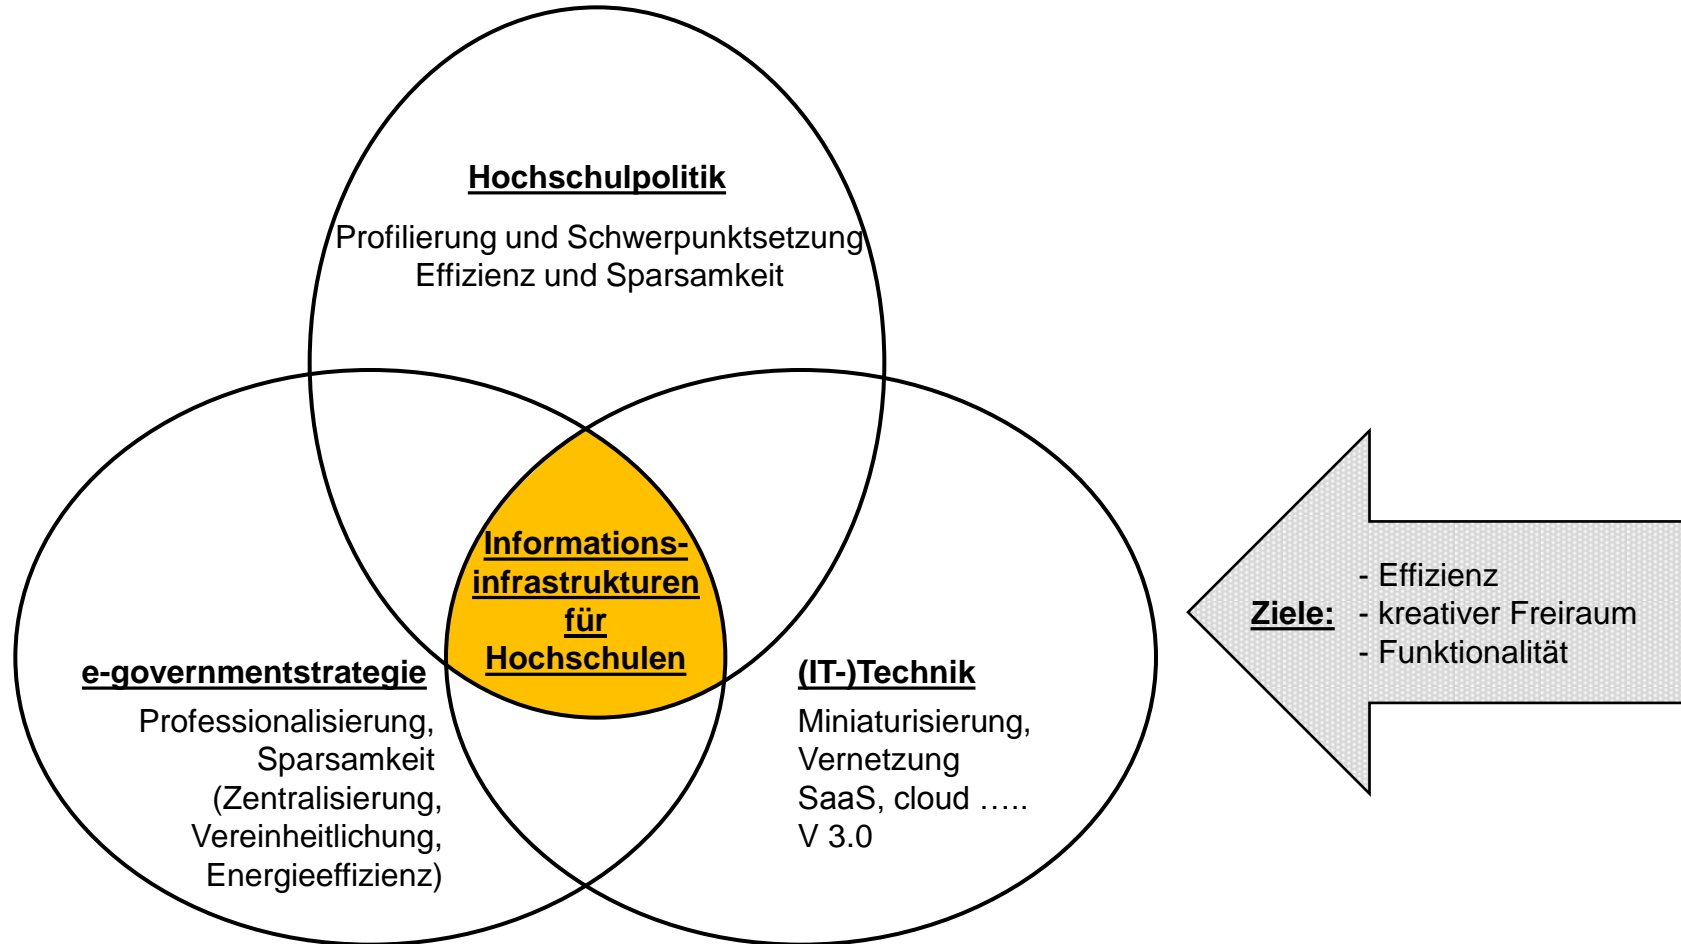 Hochschulpolitik
Profilierung und Schwerpunktsetzung
Effizienz und Sparsamkeit
Informations-
infrastrukturen
für
Hochschulen
e-governmentstrategie
Professionalisierung,
Sparsamkeit
(Zentralisierung,
Vereinheitlichung,
Energieeffizienz)
(IT-)Technik
Miniaturisierung,
Vernetzung
SaaS, cloud …..
V 3.0
- Effizienz
Ziele: - kreativer Freiraum
- Funktionalität